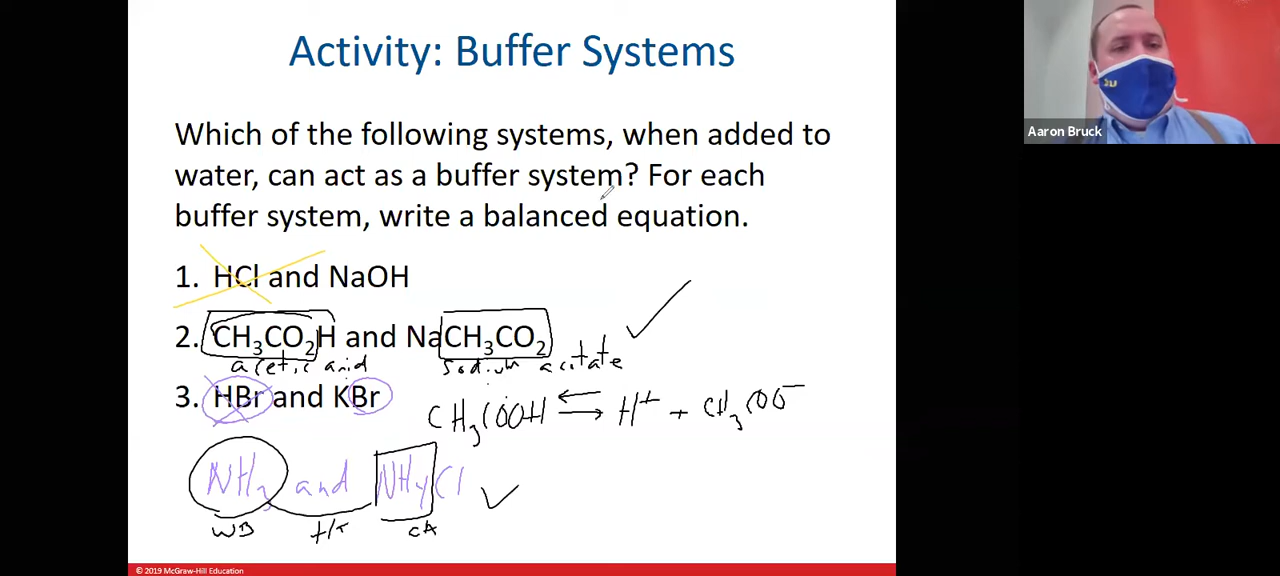 Activity: Buffer Systems
Aaron Bruck
Which of the following systems, when added to
water, can act as a buffer system? For each
buffer system, write a balanced equation.
1. HCl and NaOH
2. CH₃CO₂H and NaCH₃CO₂
acetic acid sodium acetate
3. HBr and KBr
CH₃COOH ⇌ H⁺ + CH₃COO⁻
NH₃ and NH₄Cl
WB H⁺ CA
© 2019 McGraw-Hill Education